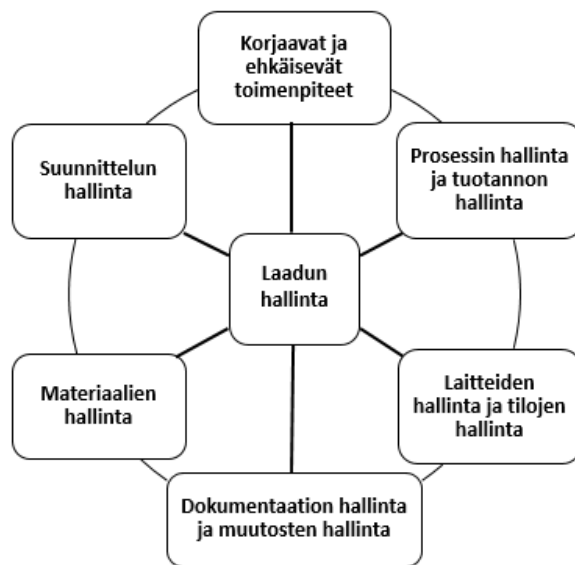 Korjaavat ja
ehkäisevät
toimenpiteet
Suunnittelun
hallinta
Prosessin hallinta
ja tuotannon
hallinta
Laadun
hallinta
Materiaalien
hallinta
Laitteiden
hallinta ja tilojen
hallinta
Dokumentaation hallinta
ja muutosten hallinta